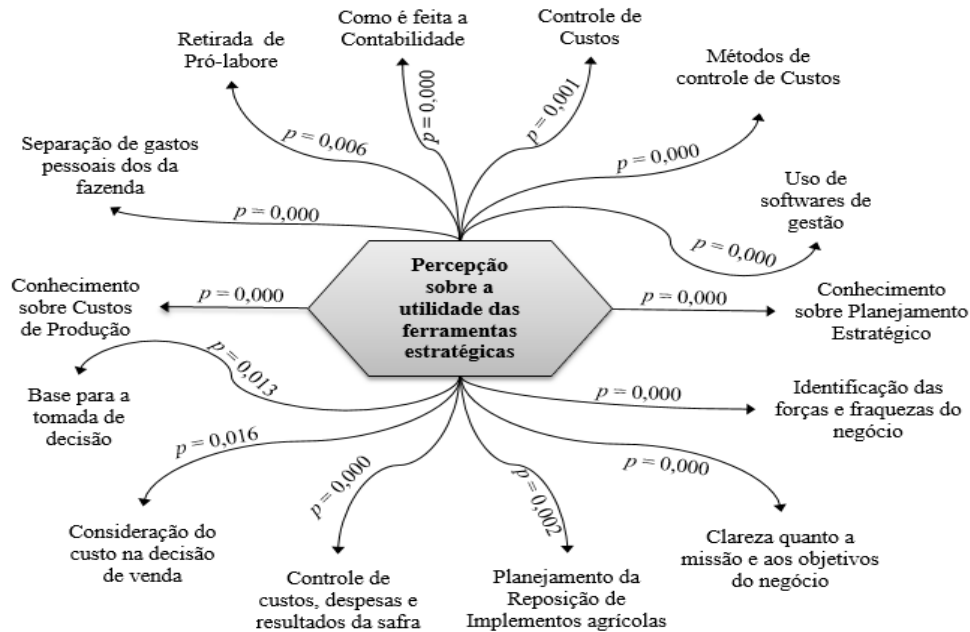 Como é feita a
Contabilidade
Controle de
Custos
Retirada de
Pró-labore
Métodos de
controle de Custos
p = 0,000
p = 0,001
p = 0,006
p = 0,000
Separação de gastos
pessoais dos da
fazenda
Uso de
softwares de
gestão
p = 0,000
p = 0,000
Percepção
sobre a
utilidade das
ferramentas
estratégicas
Conhecimento
sobre Custos
de Produção
p = 0,000
p = 0,000
Conhecimento
sobre Planejamento
Estratégico
p = 0,013
Base para a
tomada de
decisão
p = 0,000
Identificação das
forças e fraquezas do
negócio
p = 0,016
p = 0,000
p = 0,002
p = 0,000
Consideração do
custo na decisão
de venda
Controle de
custos, despesas e
resultados da safra
Planejamento da
Reposição de
Implementos agrícolas
Clareza quanto a
missão e aos objetivos
do negócio